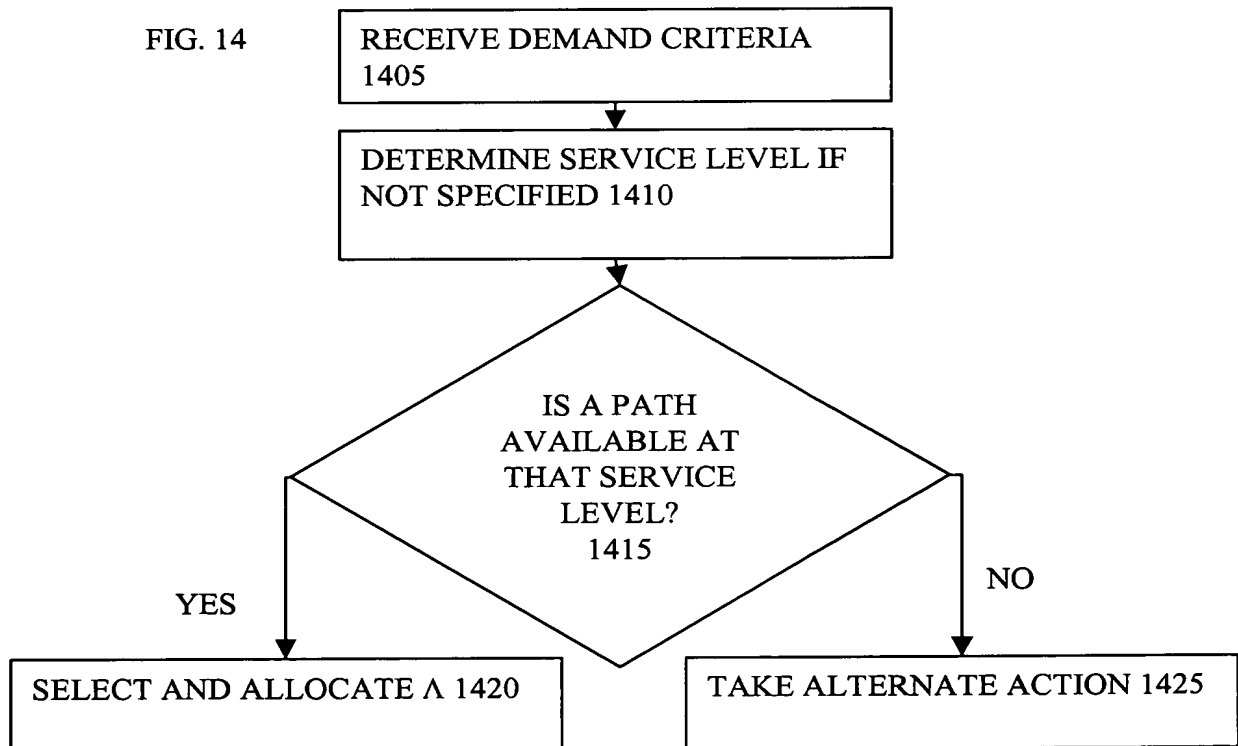 FIG. 14
RECEIVE DEMAND CRITERIA
1405
DETERMINE SERVICE LEVEL IF
NOT SPECIFIED 1410
IS A PATH
AVAILABLE AT
THAT SERVICE
LEVEL?
1415
YES
NO
SELECT AND ALLOCATE Λ 1420
TAKE ALTERNATE ACTION 1425